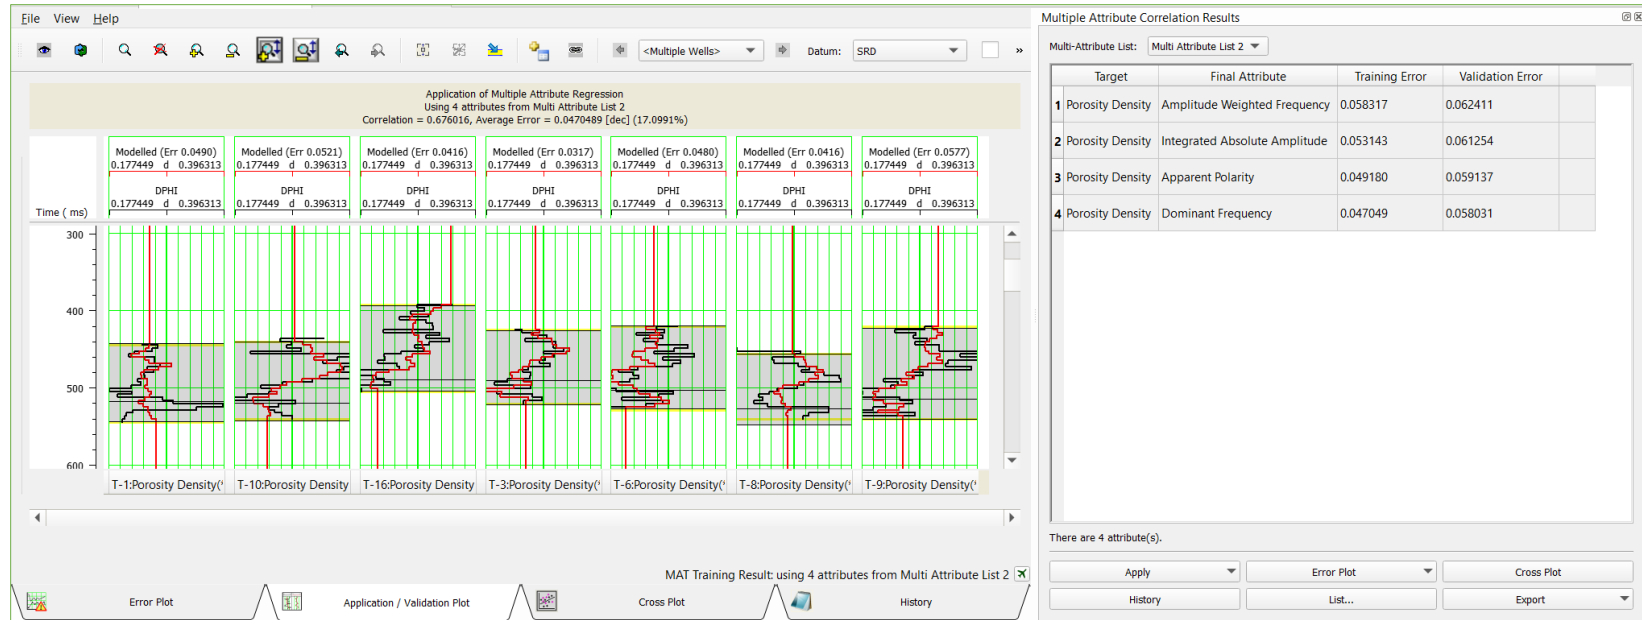 File View Help
<Multiple Wells>
Datum:
SRD
»
Application of Multiple Attribute Regression
Using 4 attributes from Multi Attribute List 2
Correlation = 0.676016, Average Error = 0.0470489 [dec] (17.0991%)
Modelled (Err 0.0490) Modelled (Err 0.0521) Modelled (Err 0.0416) Modelled (Err 0.0317) Modelled (Err 0.0480) Modelled (Err 0.0416) Modelled (Err 0.0577)
0.177449 d 0.396313 0.177449 d 0.396313 0.177449 d 0.396313 0.177449 d 0.396313 0.177449 d 0.396313 0.177449 d 0.396313 0.177449 d 0.396313
DPHI DPHI DPHI DPHI DPHI DPHI DPHI
0.177449 d 0.396313 0.177449 d 0.396313 0.177449 d 0.396313 0.177449 d 0.396313 0.177449 d 0.396313 0.177449 d 0.396313 0.177449 d 0.396313
Time ( ms)
300
400
500
600
T-1:Porosity Density(' T-10:Porosity Density T-16:Porosity Density T-3:Porosity Density(' T-6:Porosity Density(' T-8:Porosity Density(' T-9:Porosity Density('
MAT Training Result: using 4 attributes from Multi Attribute List 2
Error Plot
Application / Validation Plot
Cross Plot
History
Multiple Attribute Correlation Results
Multi-Attribute List: Multi Attribute List 2
Target Final Attribute Training Error Validation Error
1 Porosity Density Amplitude Weighted Frequency 0.058317 0.062411
2 Porosity Density Integrated Absolute Amplitude 0.053143 0.061254
3 Porosity Density Apparent Polarity 0.049180 0.059137
4 Porosity Density Dominant Frequency 0.047049 0.058031
There are 4 attribute(s).
Apply Error Plot Cross Plot
History List... Export